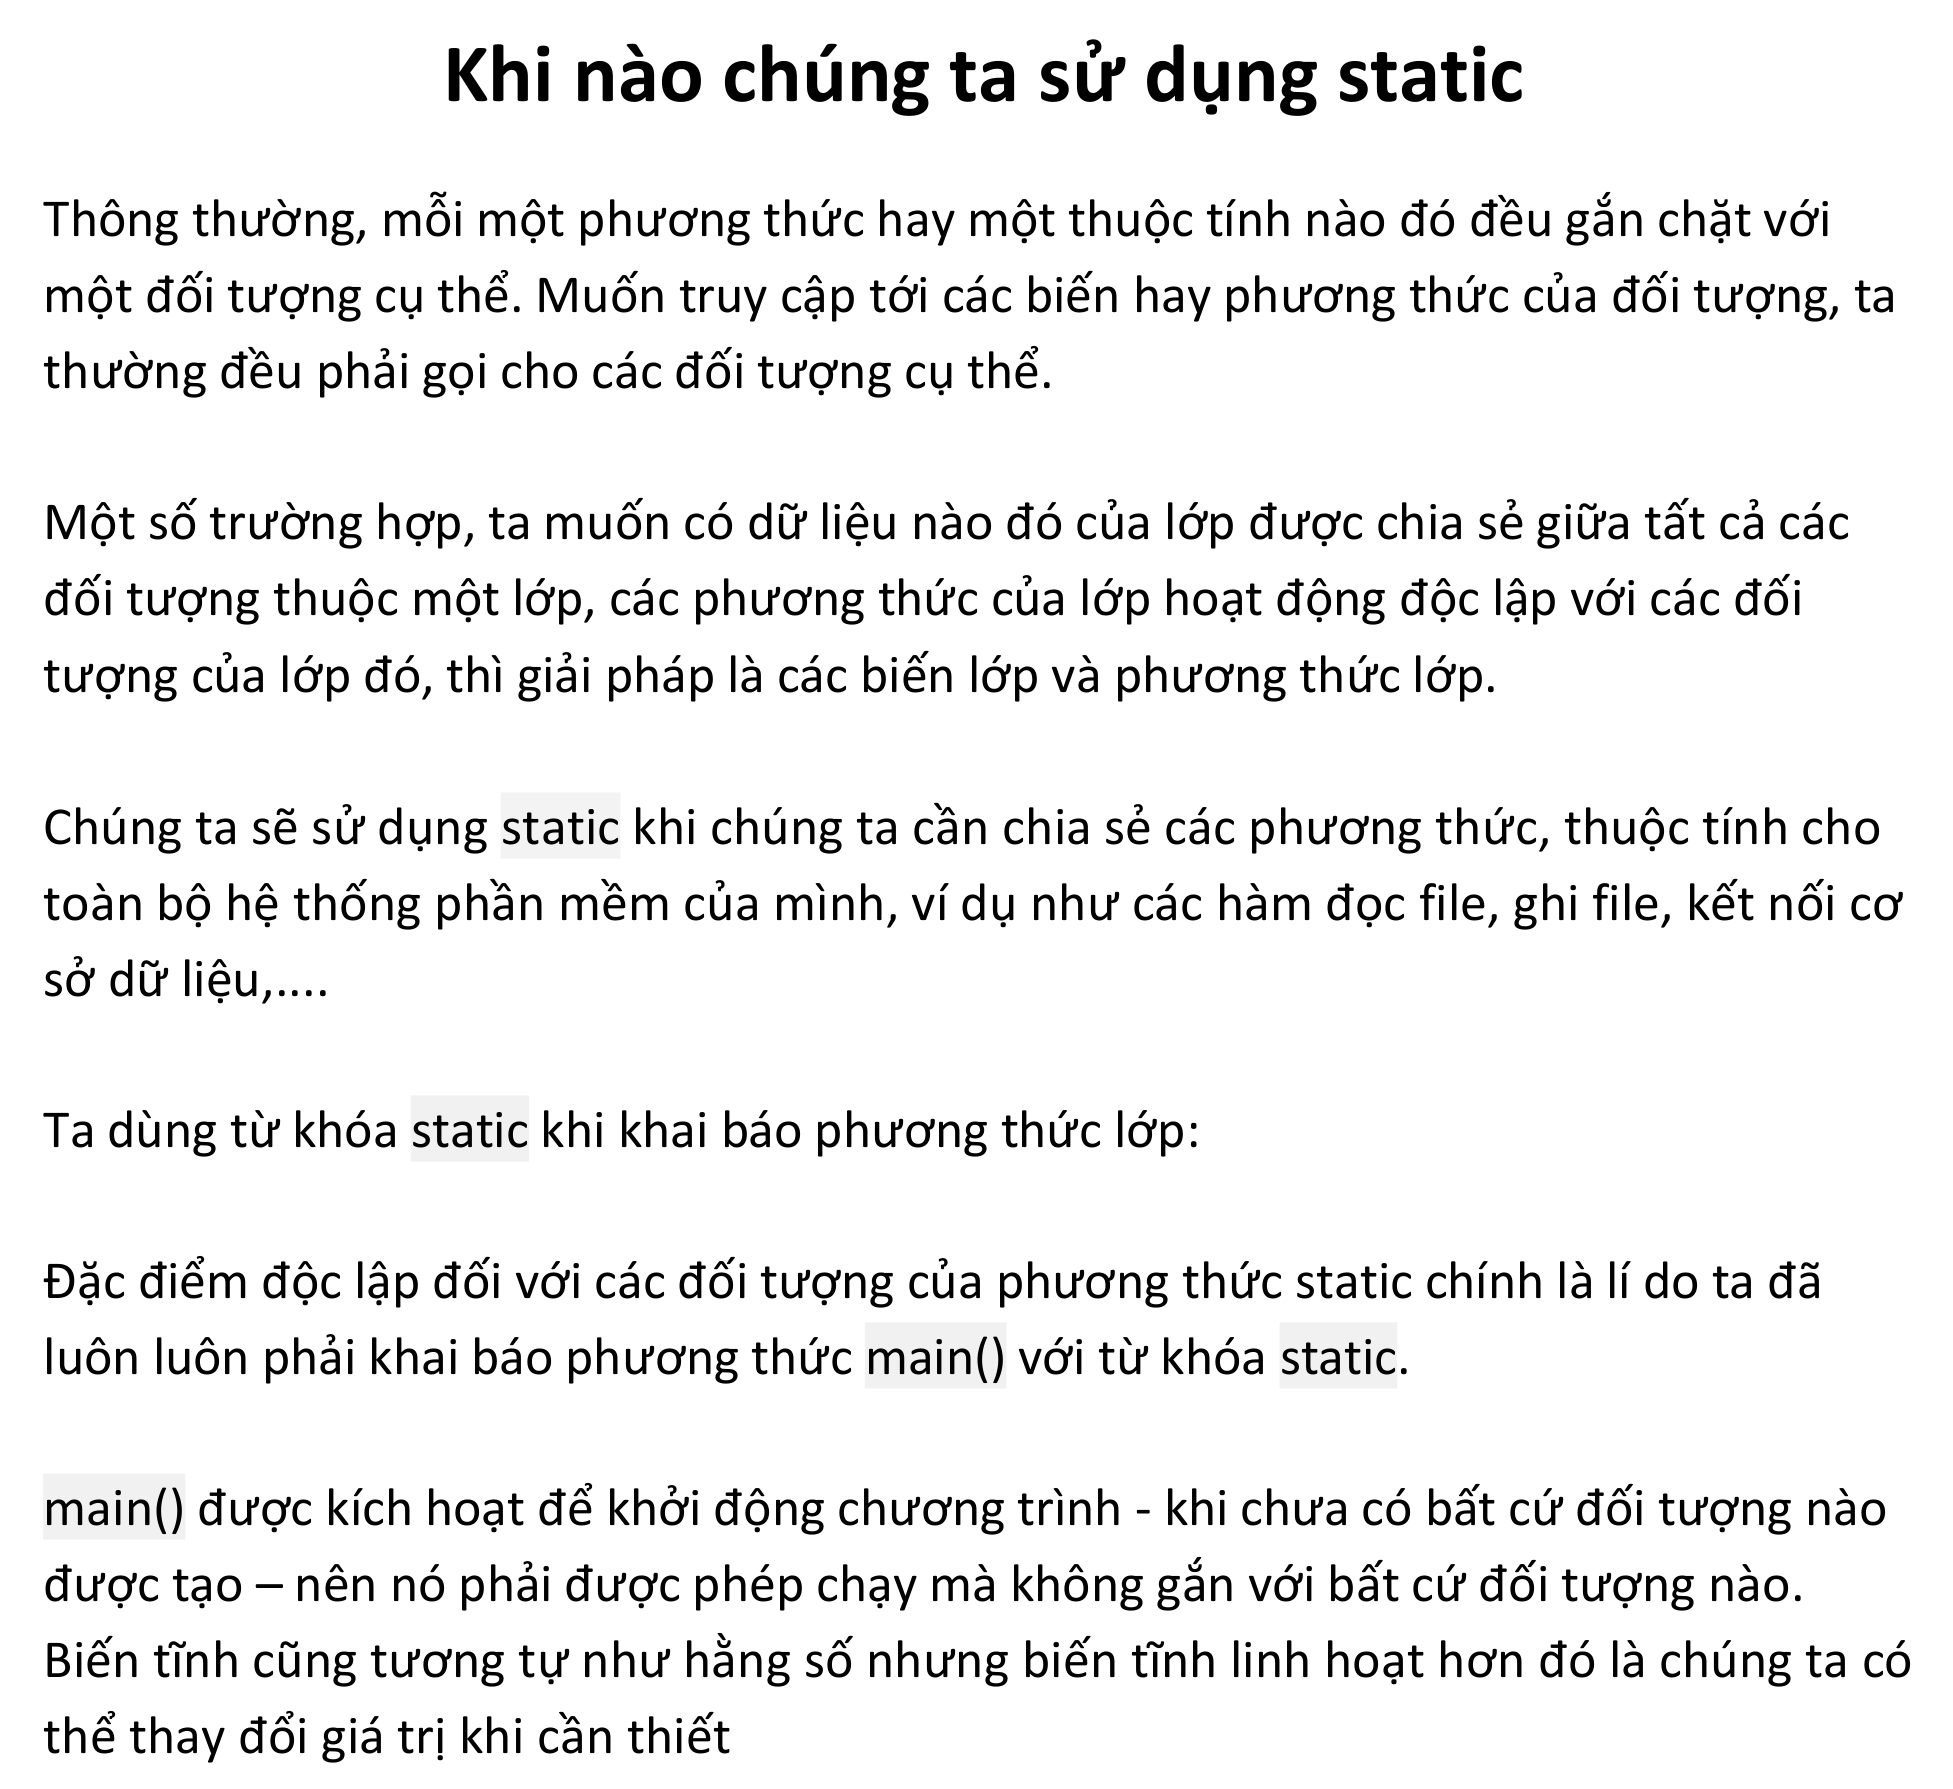 Khi nào chúng ta sử dụng static
Thông thường, mỗi một phương thức hay một thuộc tính nào đó đều gắn chặt với
một đối tượng cụ thể. Muốn truy cập tới các biến hay phương thức của đối tượng, ta
thường đều phải gọi cho các đối tượng cụ thể.
Một số trường hợp, ta muốn có dữ liệu nào đó của lớp được chia sẻ giữa tất cả các
đối tượng thuộc một lớp, các phương thức của lớp hoạt động độc lập với các đối
tượng của lớp đó, thì giải pháp là các biến lớp và phương thức lớp.
Chúng ta sẽ sử dụng static khi chúng ta cần chia sẻ các phương thức, thuộc tính cho
toàn bộ hệ thống phần mềm của mình, ví dụ như các hàm đọc file, ghi file, kết nối cơ
sở dữ liệu,....
Ta dùng từ khóa static khi khai báo phương thức lớp:
Đặc điểm độc lập đối với các đối tượng của phương thức static chính là lí do ta đã
luôn luôn phải khai báo phương thức main() với từ khóa static.
main() được kích hoạt để khởi động chương trình - khi chưa có bất cứ đối tượng nào
được tạo – nên nó phải được phép chạy mà không gắn với bất cứ đối tượng nào.
Biến tĩnh cũng tương tự như hằng số nhưng biến tĩnh linh hoạt hơn đó là chúng ta có
thể thay đổi giá trị khi cần thiết